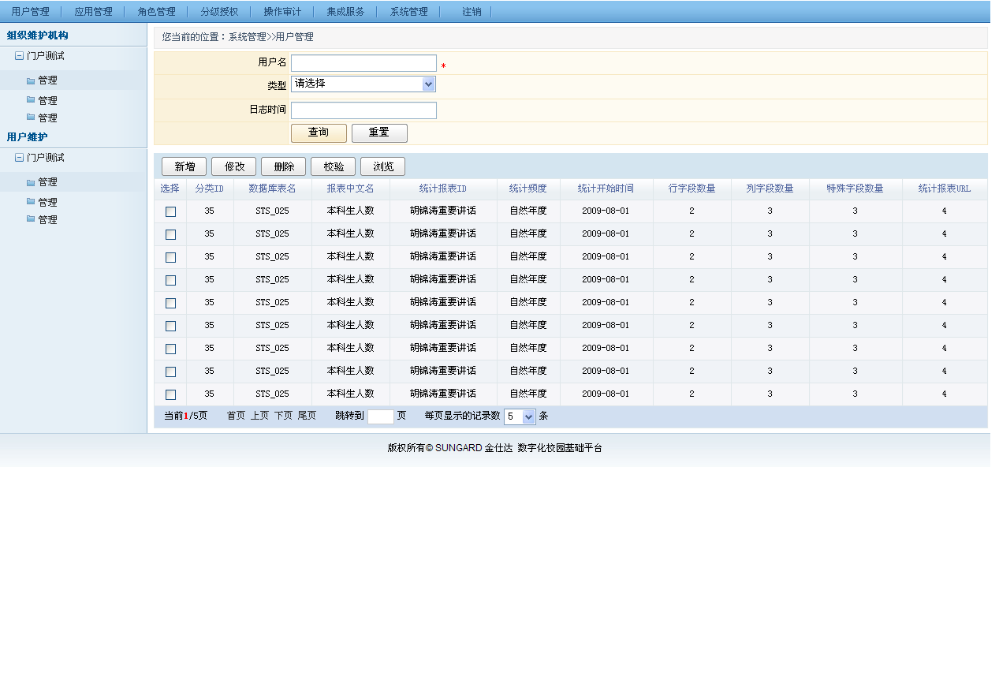 用户管理 应用管理 角色管理 分级授权 操作审计 集成服务 系统管理 注销
组织维护机构
门户测试
管理
管理
管理
用户维护
门户测试
管理
管理
管理
您当前的位置：系统管理>>用户管理
用户名 *
类型 请选择
日志时间
查询 重置
新增 修改 删除 校验 浏览
选择 分类ID 数据库表名 报表中文名 统计报表ID 统计频度 统计开始时间 行字段数量 列字段数量 特殊字段数量 统计报表URL
35 STS_025 本科生人数 胡锦涛重要讲话 自然年度 2009-08-01 2 3 3 4
35 STS_025 本科生人数 胡锦涛重要讲话 自然年度 2009-08-01 2 3 3 4
35 STS_025 本科生人数 胡锦涛重要讲话 自然年度 2009-08-01 2 3 3 4
35 STS_025 本科生人数 胡锦涛重要讲话 自然年度 2009-08-01 2 3 3 4
35 STS_025 本科生人数 胡锦涛重要讲话 自然年度 2009-08-01 2 3 3 4
35 STS_025 本科生人数 胡锦涛重要讲话 自然年度 2009-08-01 2 3 3 4
35 STS_025 本科生人数 胡锦涛重要讲话 自然年度 2009-08-01 2 3 3 4
35 STS_025 本科生人数 胡锦涛重要讲话 自然年度 2009-08-01 2 3 3 4
35 STS_025 本科生人数 胡锦涛重要讲话 自然年度 2009-08-01 2 3 3 4
当前1/5页 首页 上页 下页 尾页 跳转到 页 每页显示的记录数 5 条
版权所有© SUNGARD 金仕达 数字化校园基础平台